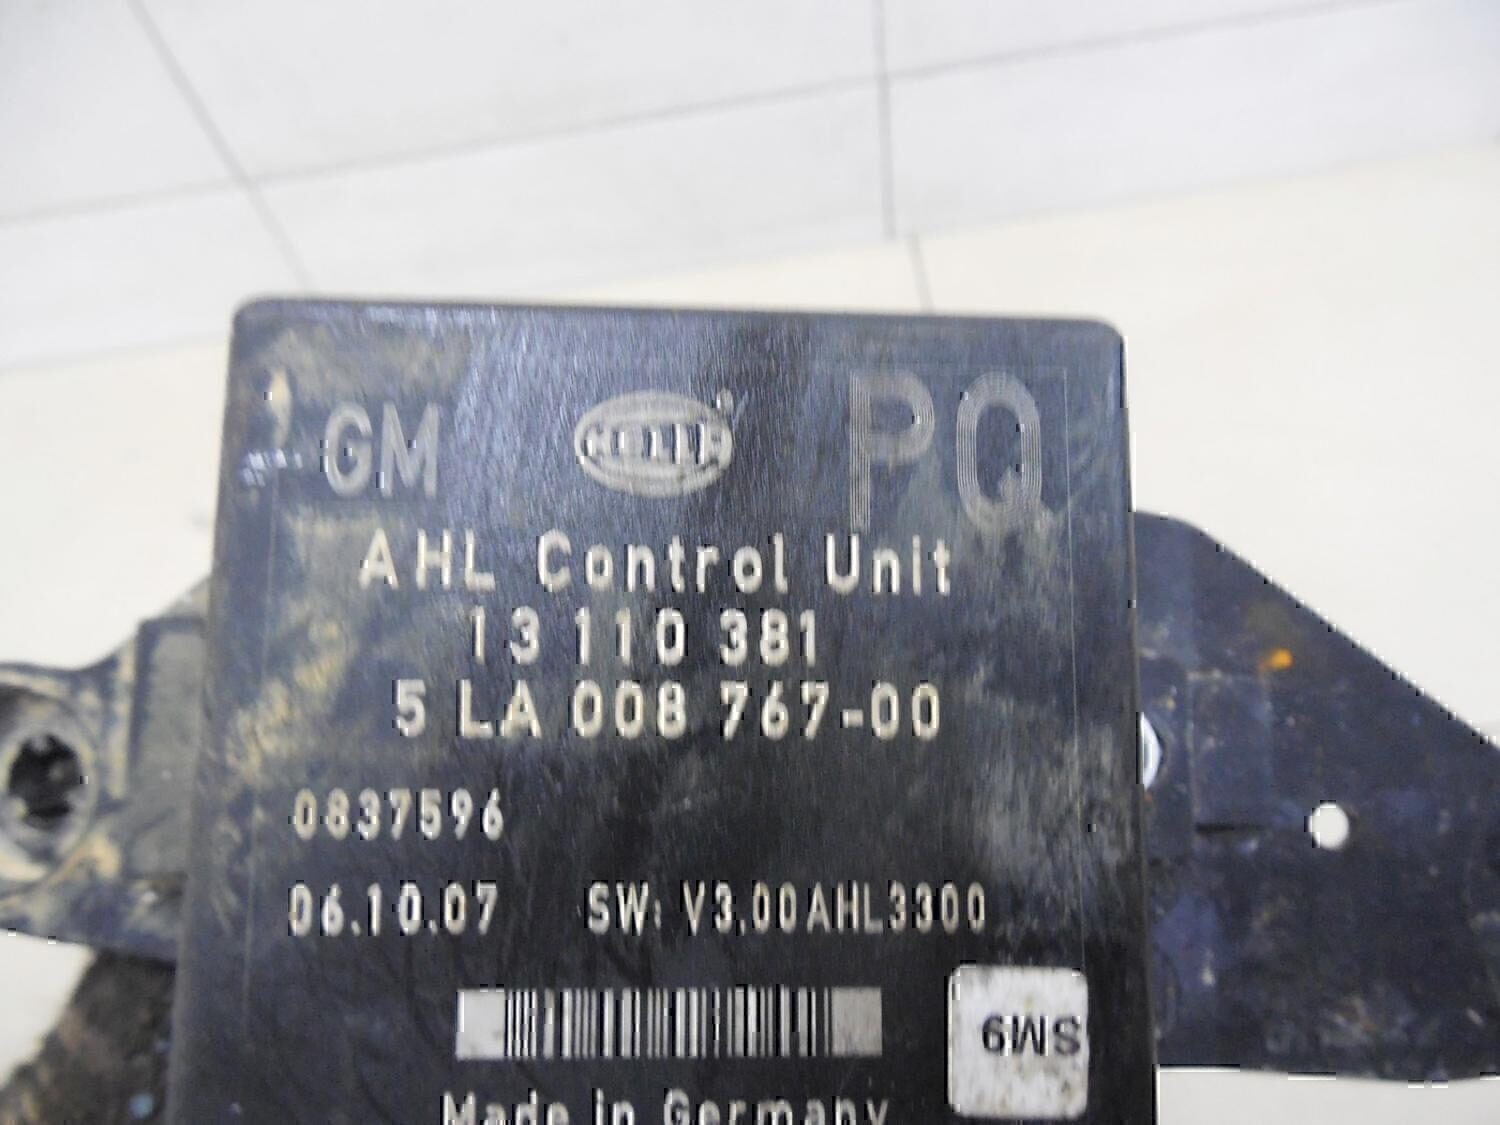 GM HELLA PQ
AHL Control Unit
13 110 381
5 LA 008 767-00
0837596
06.10.07 SW: V3.00AHL3300
SM9
Made in Germany